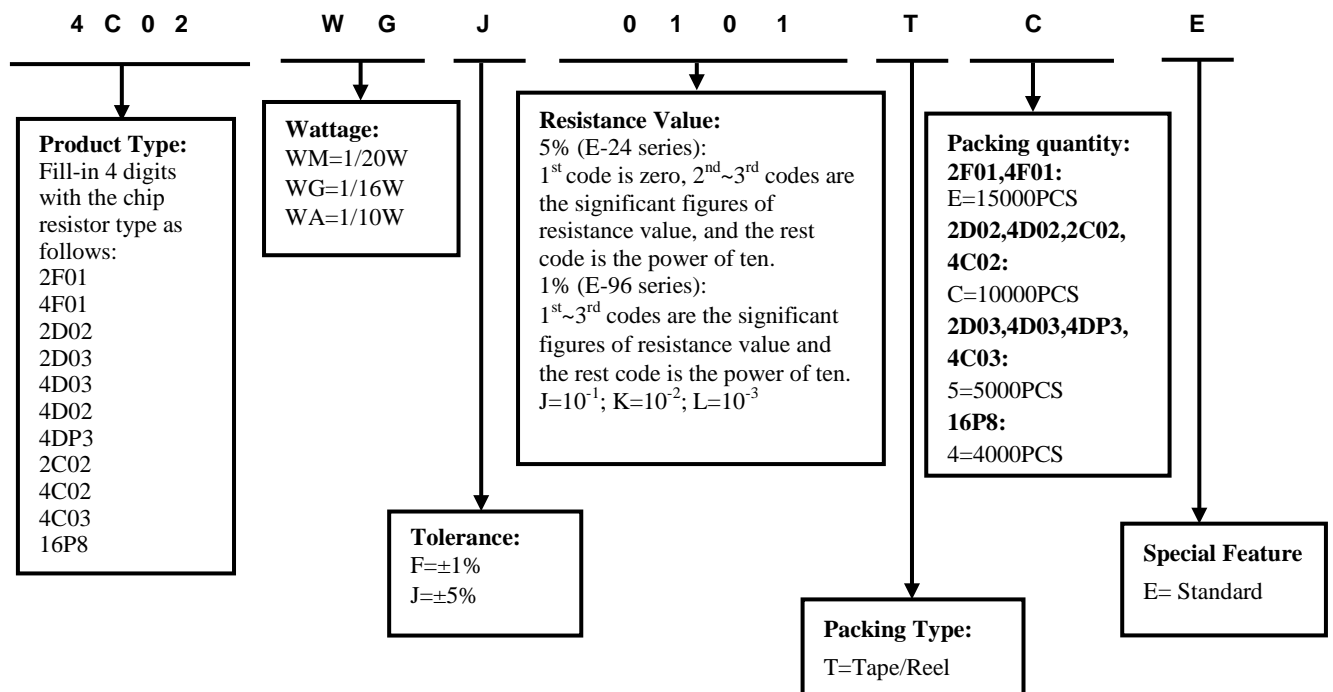 4 C 0 2 W G J 0 1 0 1 T C E
Product Type:
Fill-in 4 digits
with the chip
resistor type as
follows:
2F01
4F01
2D02
2D03
4D03
4D02
4DP3
2C02
4C02
4C03
16P8
Wattage:
WM=1/20W
WG=1/16W
WA=1/10W
Tolerance:
F=±1%
J=±5%
Resistance Value:
5% (E-24 series):
1st code is zero, 2nd~3rd codes are
the significant figures of
resistance value, and the rest
code is the power of ten.
1% (E-96 series):
1st~3rd codes are the significant
figures of resistance value and
the rest code is the power of ten.
J=10-1; K=10-2; L=10-3
Packing Type:
T=Tape/Reel
Packing quantity:
2F01,4F01:
E=15000PCS
2D02,4D02,2C02,
4C02:
C=10000PCS
2D03,4D03,4DP3,
4C03:
5=5000PCS
16P8:
4=4000PCS
Special Feature
E= Standard